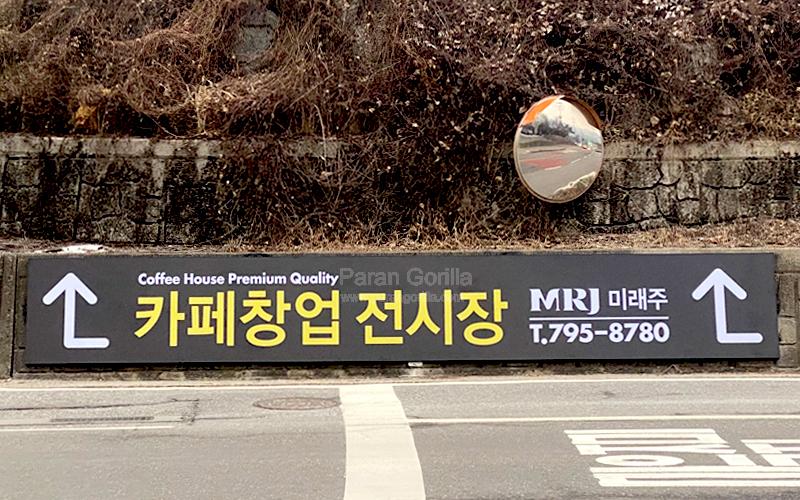 Coffee House Premium Quality
카페창업 전시장
MRJ 미래주
T.795-8780
Paran Gorilla